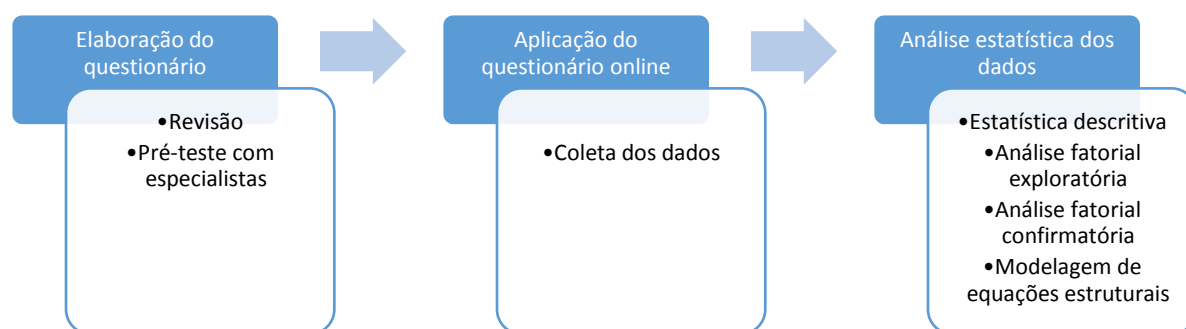 Elaboração do
questionário
•Revisão
•Pré-teste com
especialistas
Aplicação do
questionário online
•Coleta dos dados
Análise estatística dos
dados
•Estatística descritiva
•Análise fatorial
exploratória
•Análise fatorial
confirmatória
•Modelagem de
equações estruturais